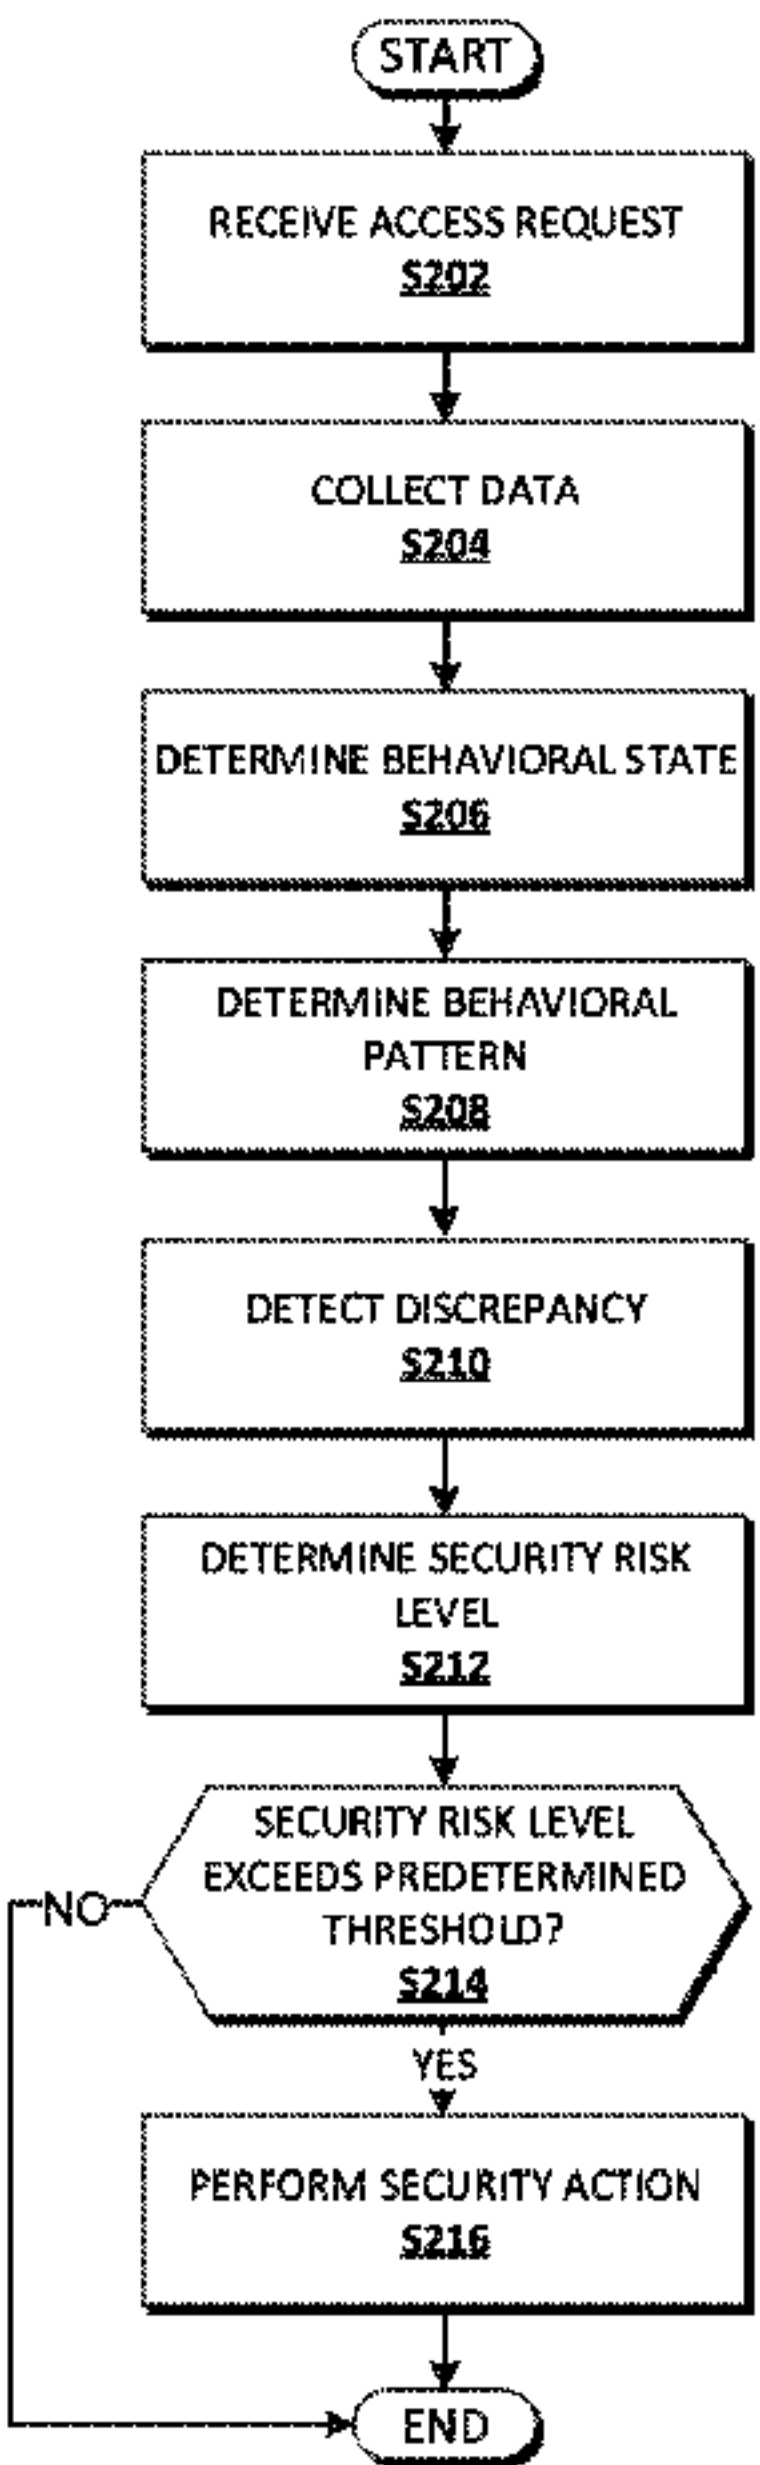 START
RECEIVE ACCESS REQUEST
S202
COLLECT DATA
S204
DETERMINE BEHAVIORAL STATE
S206
DETERMINE BEHAVIORAL
PATTERN
S208
DETECT DISCREPANCY
S210
DETERMINE SECURITY RISK
LEVEL
S212
SECURITY RISK LEVEL
EXCEEDS PREDETERMINED
THRESHOLD?
S214
NO
YES
PERFORM SECURITY ACTION
S216
END